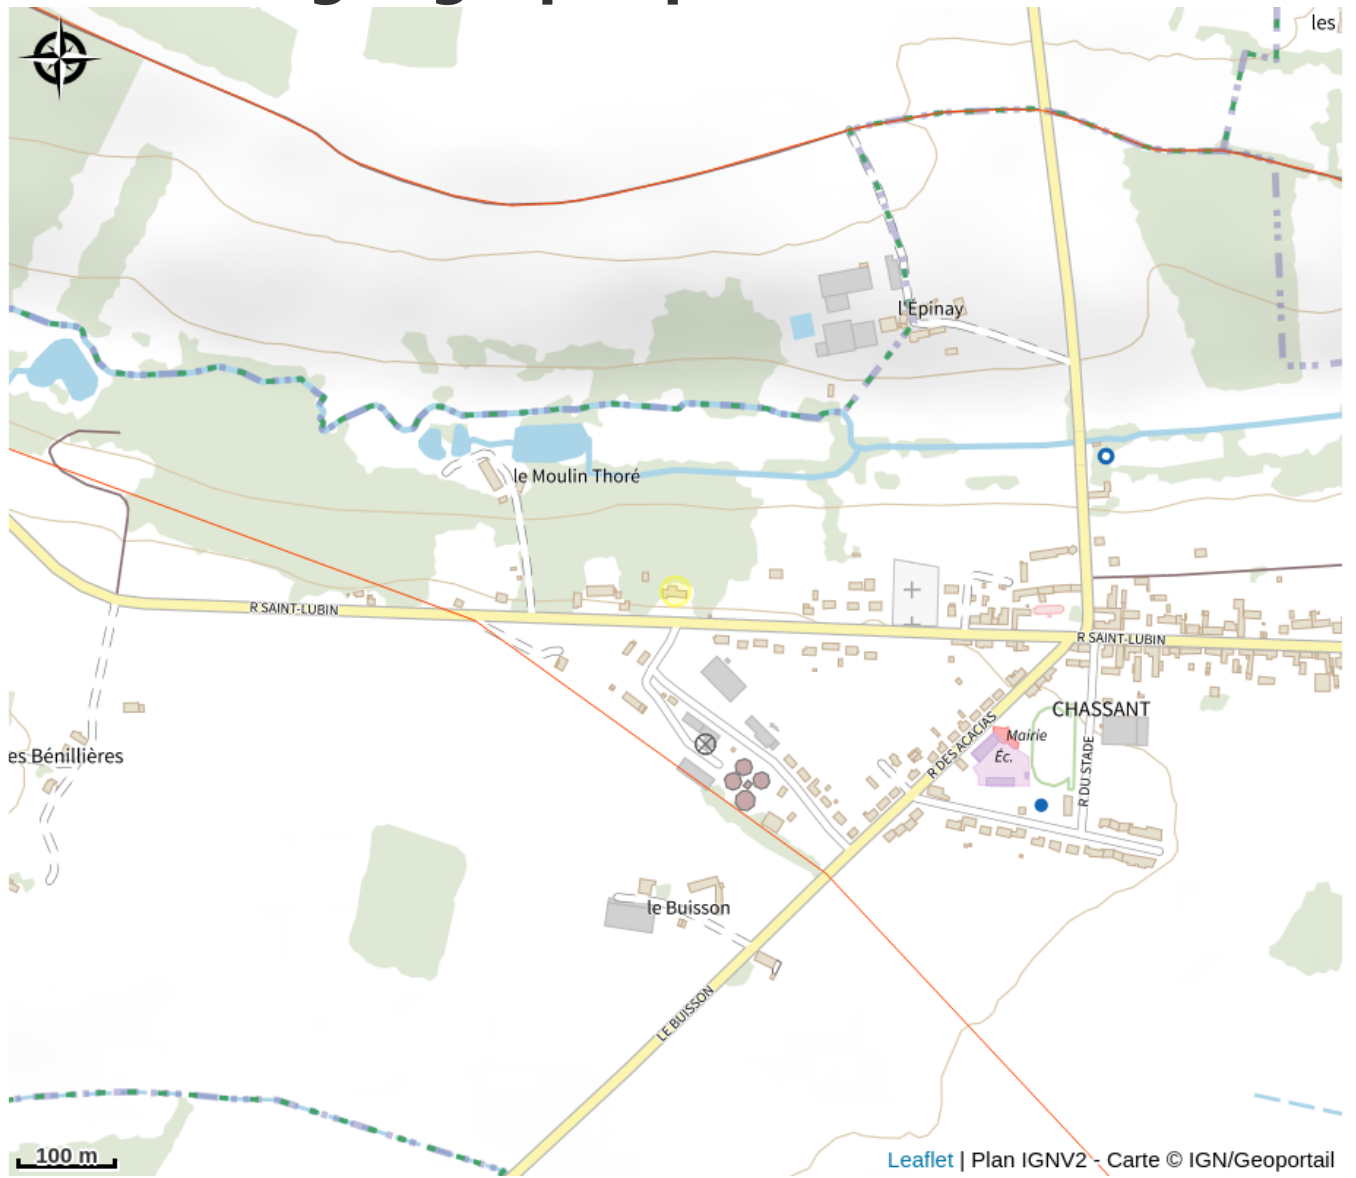 les
l'Épinay
le Moulin Thoré
R SAINT-LUBIN
R SAINT-LUBIN
CHASSANT
Mairie
Éc.
R DES ACACIAS
R DU STADE
es Bénillières
le Buisson
LE BUISSON
100 m
Leaflet | Plan IGNV2 - Carte © IGN/Geoportail